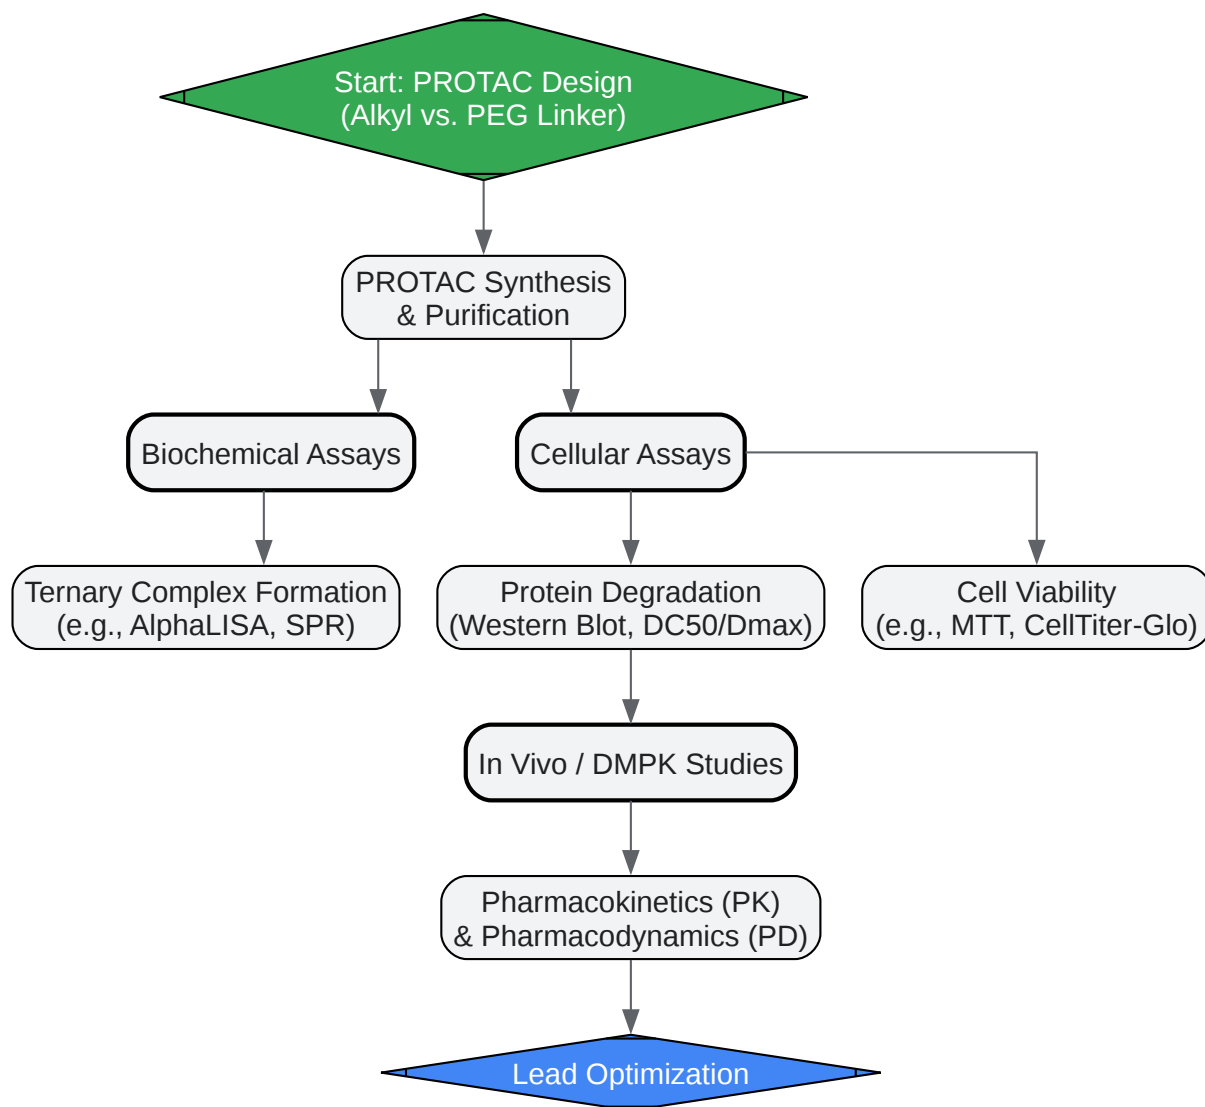 Start: PROTAC Design
(Alkyl vs. PEG Linker)
PROTAC Synthesis
& Purification
Biochemical Assays
Cellular Assays
Ternary Complex Formation
(e.g., AlphaLISA, SPR)
Protein Degradation
(Western Blot, DC50/Dmax)
Cell Viability
(e.g., MTT, CellTiter-Glo)
In Vivo / DMPK Studies
Pharmacokinetics (PK)
& Pharmacodynamics (PD)
Lead Optimization